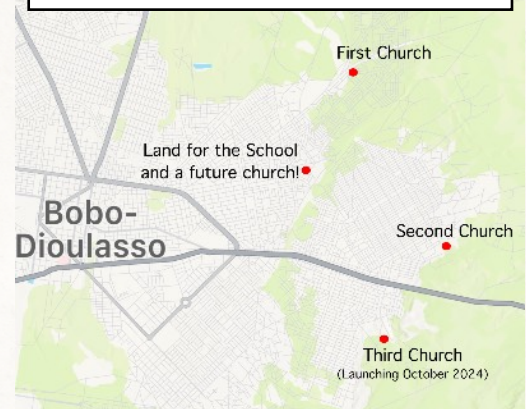 First Church
Land for the School
and a future church!
Bobo-
Dioulasso
Second Church
Third Church
(Launching October 2024)